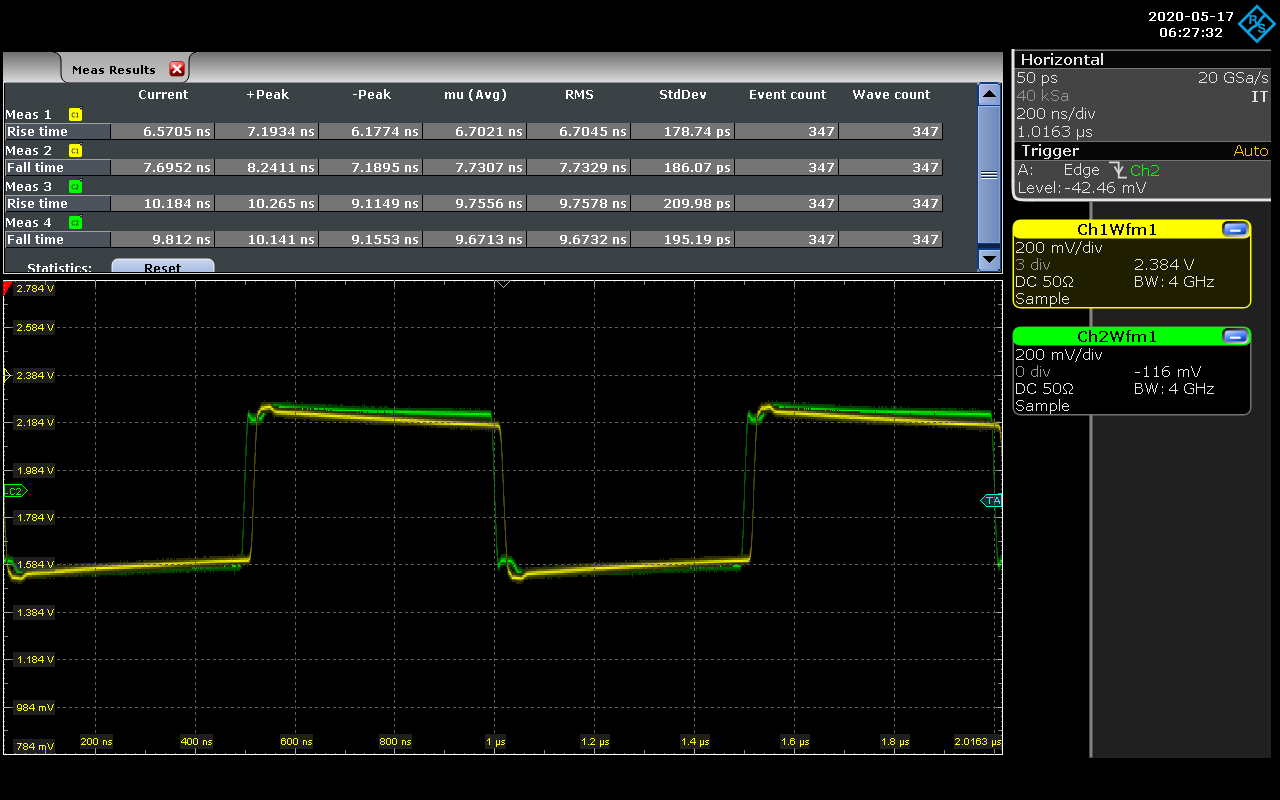 2020-05-17
06:27:32
R&S
Meas Results
Current +Peak -Peak mu (Avg) RMS StdDev Event count Wave count
Meas 1 C1
Rise time 6.5705 ns 7.1934 ns 6.1774 ns 6.7021 ns 6.7045 ns 178.74 ps 347 347
Meas 2 C1
Fall time 7.6952 ns 8.2411 ns 7.1895 ns 7.7307 ns 7.7329 ns 186.07 ps 347 347
Meas 3 C2
Rise time 10.184 ns 10.265 ns 9.1149 ns 9.7556 ns 9.7578 ns 209.98 ps 347 347
Meas 4 C2
Fall time 9.812 ns 10.141 ns 9.1553 ns 9.6713 ns 9.6732 ns 195.19 ps 347 347
Statistics: Reset
Horizontal
50 ps 20 GSa/s
40 kSa IT
200 ns/div
1.0163 µs
Trigger Auto
A: Edge Ch2
Level: -42.46 mV
Ch1Wfm1
200 mV/div
3 div 2.384 V
DC 50Ω BW: 4 GHz
Sample
Ch2Wfm1
200 mV/div
0 div -116 mV
DC 50Ω BW: 4 GHz
Sample
2.784 V
2.584 V
2.384 V
2.184 V
1.984 V
C2
TA
1.784 V
1.584 V
1.384 V
1.184 V
984 mV
784 mV
200 ns 400 ns 600 ns 800 ns 1 µs 1.2 µs 1.4 µs 1.6 µs 1.8 µs 2.0163 µs